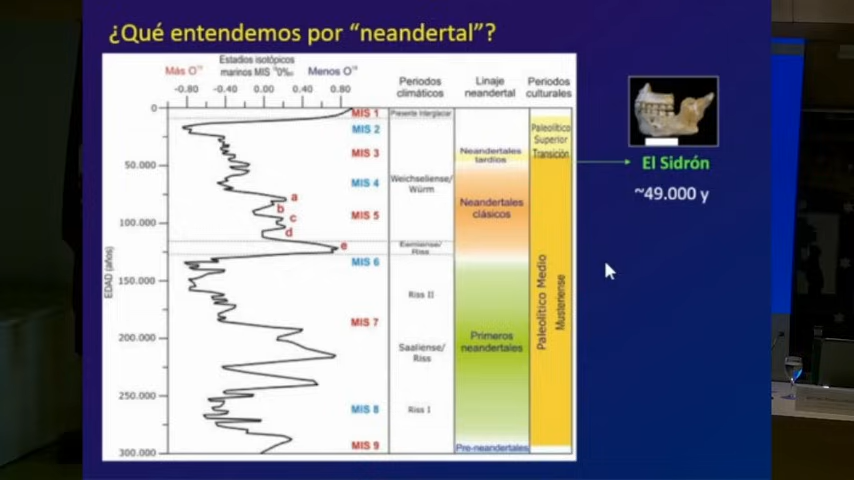 ¿Qué entendemos por “neandertal”?
Estadios isotópicos
Más O¹⁸ marinos MIS ¹⁸0‰ Menos O¹⁸
-0.80 -0.40 0.00 0.40 0.80
Periodos
climáticos
Linaje
neandertal
Periodos
culturales
EDAD (años)
0
50.000
100.000
150.000
200.000
250.000
300.000
MIS 1
MIS 2
MIS 3
MIS 4
a
b
MIS 5
c
d
e
MIS 6
MIS 7
MIS 8
MIS 9
Presente Interglaciar
Weichseliense/
Würm
Eemiense/
Riss
Riss II
Saaliense/
Riss
Riss I
Neandertales
tardíos
Neandertales
clásicos
Primeros
neandertales
Pre-neandertales
Paleolítico
Superior
Transición
Paleolítico Medio
Musteriense
El Sidrón
~49.000 y